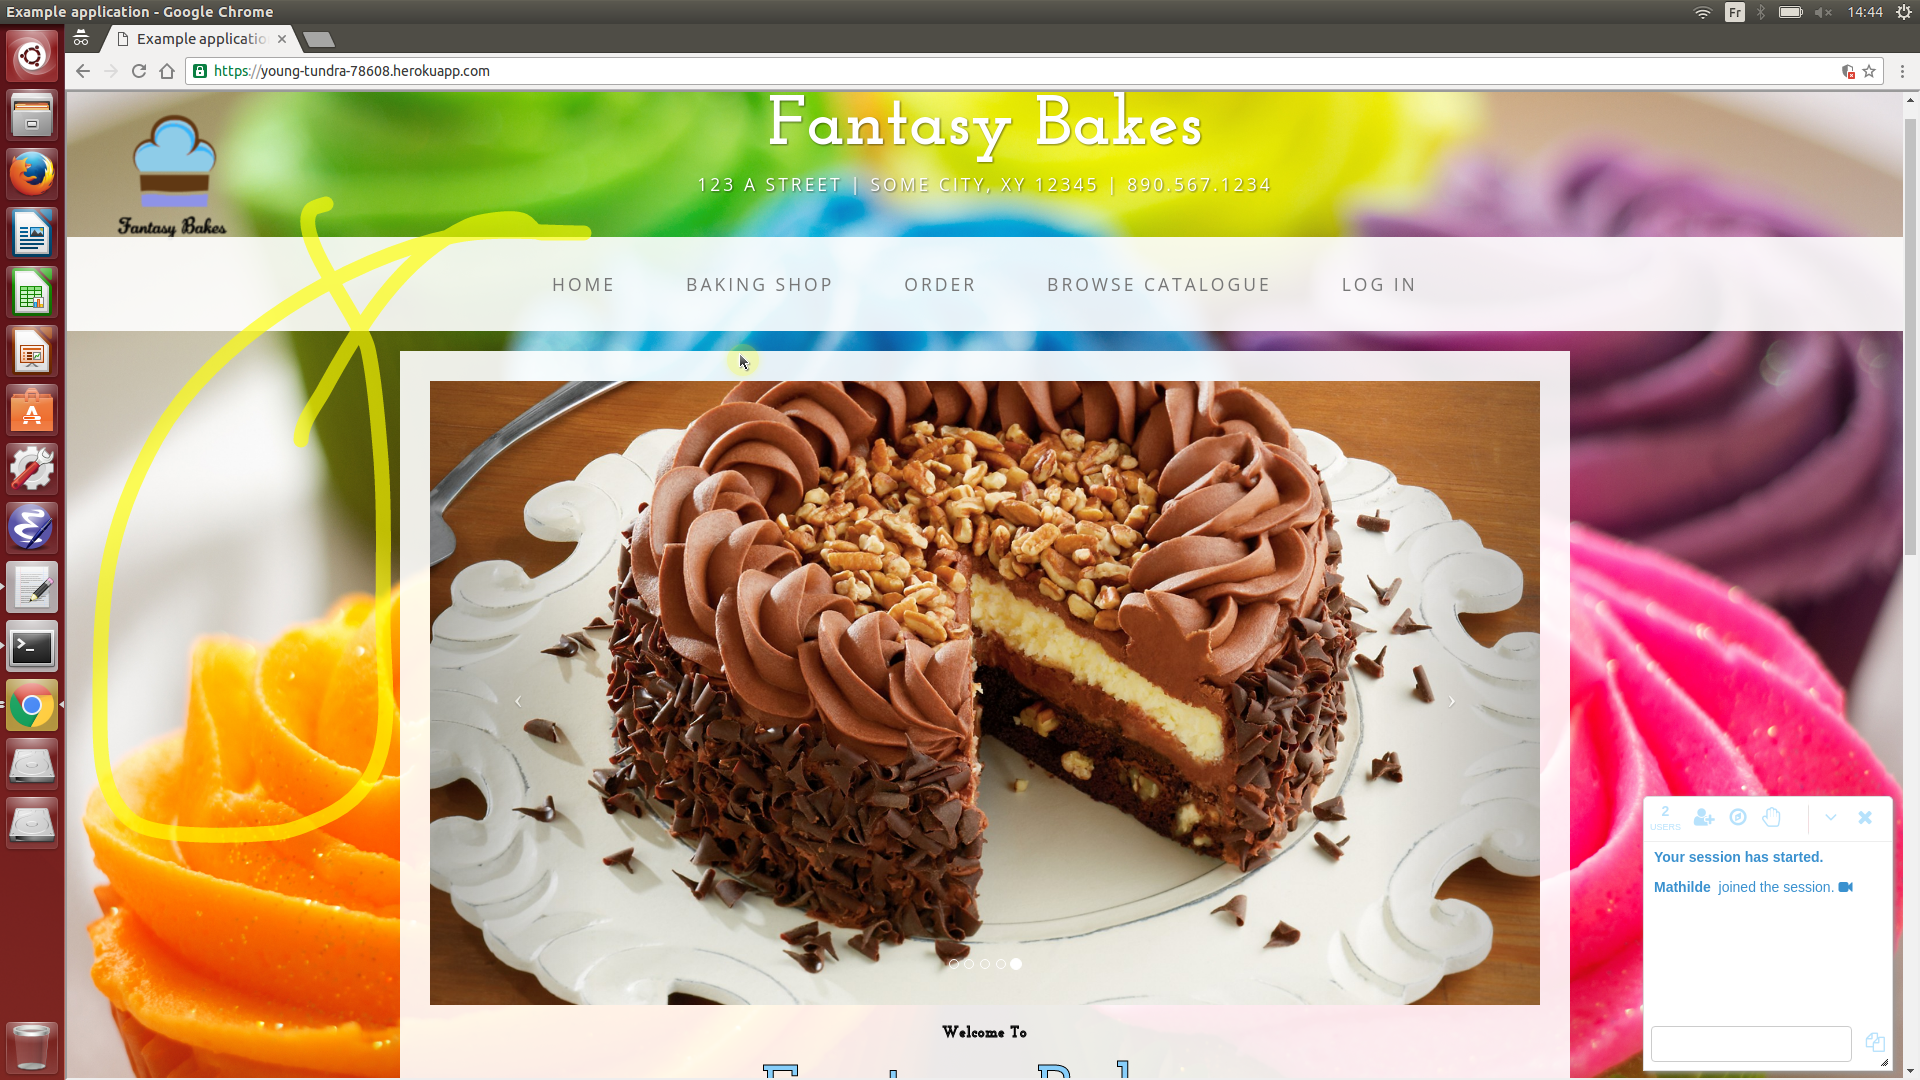 Example application - Google Chrome
Fr
14:44
Example applicatio
https://young-tundra-78608.herokuapp.com
Fantasy Bakes
Fantasy Bakes
123 A STREET | SOME CITY, XY 12345 | 890.567.1234
HOME
BAKING SHOP
ORDER
BROWSE CATALOGUE
LOG IN
2
USERS
Your session has started.
Mathilde joined the session.
Welcome To